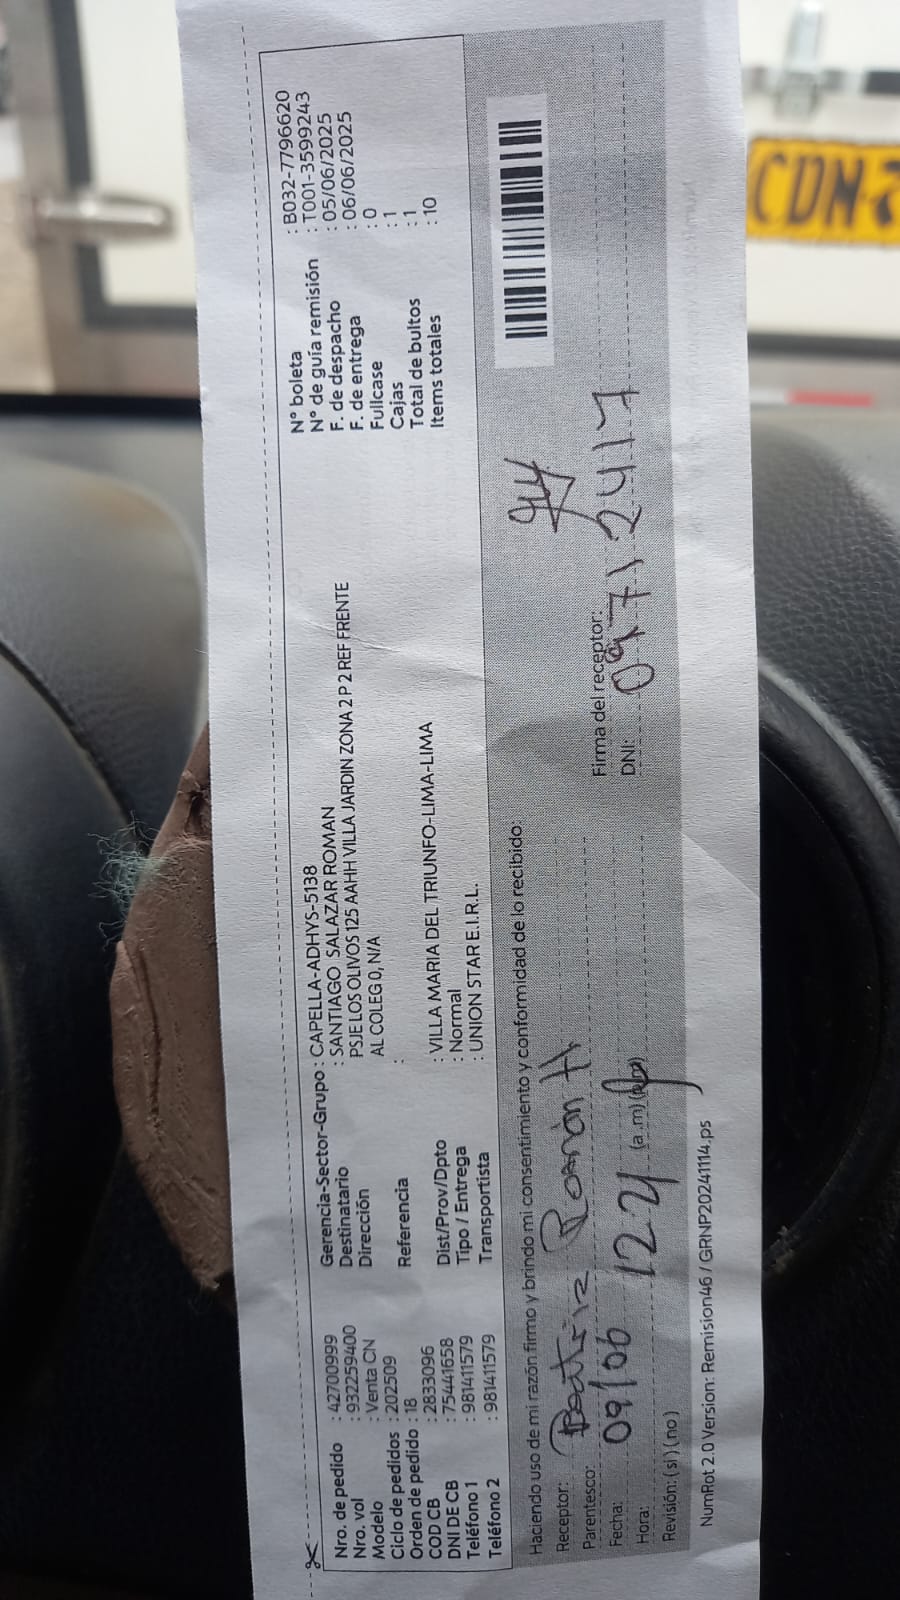 Nro. de pedido : 42700999
Nro. vol : 932259400
Modelo : Venta CN
Ciclo de pedidos : 202509
Orden de pedido : 18
COD CB : 2833096
DNI DE CB : 75441658
Teléfono 1 : 981411579
Teléfono 2 : 981411579
Gerencia-Sector-Grupo : CAPELLA-ADHYS-5138
Destinatario : SANTIAGO SALAZAR ROMAN
Dirección PSJE LOS OLIVOS 125 AAHH VILLA JARDIN ZONA 2 P 2 REF FRENTE
AL COLEG 0, N/A
Referencia :
Dist/Prov/Dpto : VILLA MARIA DEL TRIUNFO-LIMA-LIMA
Tipo / Entrega : Normal
Transportista : UNION STAR E.I.R.L.
N° boleta : B032-7796620
N° de guía remisión : T001-3599243
F. de despacho : 05/06/2025
F. de entrega : 06/06/2025
Fullcase : 0
Cajas : 1
Total de bultos : 1
Items totales : 10
Haciendo uso de mi razón firmo y brindo mi consentimiento y conformidad de lo recibido:
Receptor: Beatriz Román H
Parentesco:
Fecha: 09/06
Hora: 12 21 (a.m)
Revisión: (si) (no)
Firma del receptor:
DNI: 09712417
NumRot 2.0 Version: Remision46 / GRNP20241114.ps
CDN-7